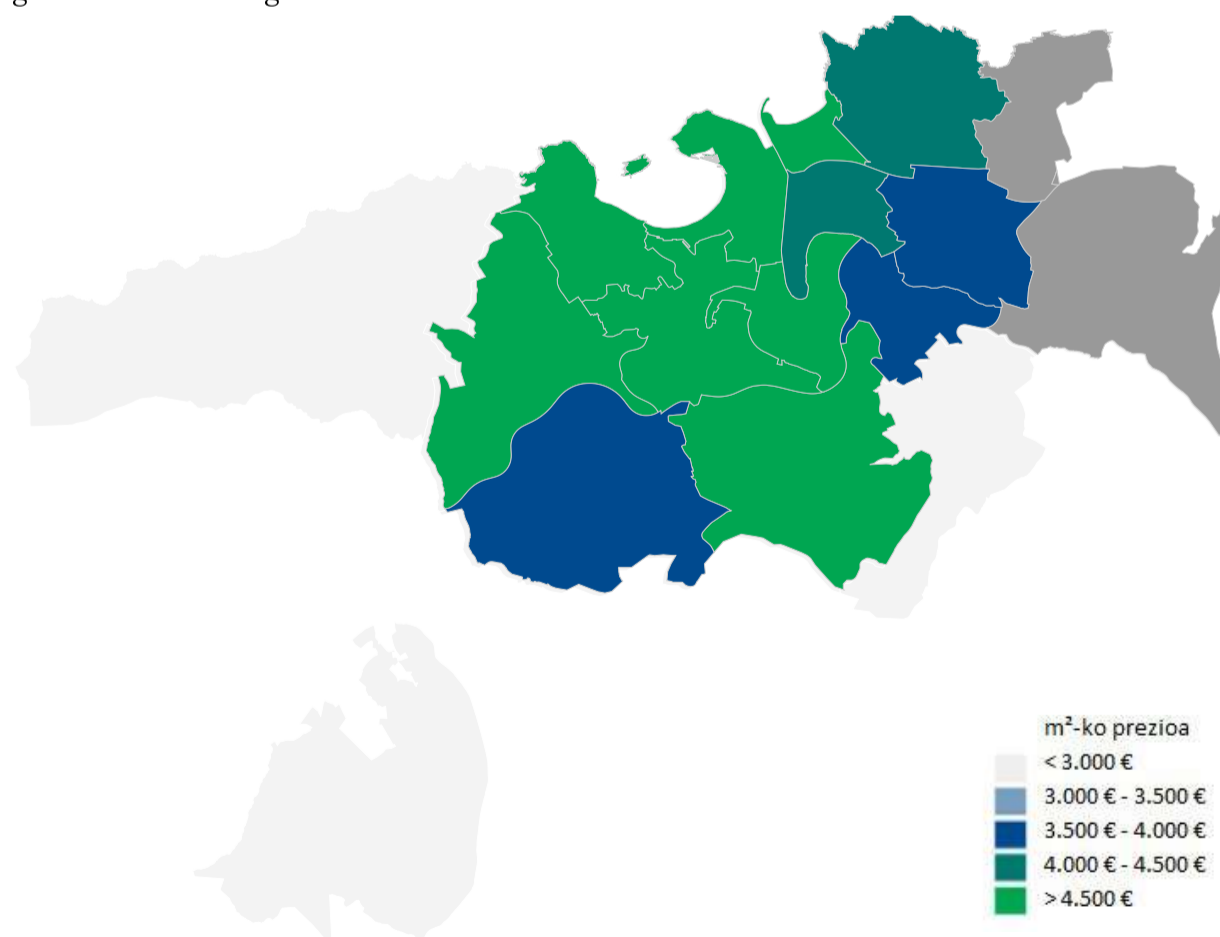 m²-ko prezioa
< 3.000 €
3.000 € - 3.500 €
3.500 € - 4.000 €
4.000 € - 4.500 €
> 4.500 €